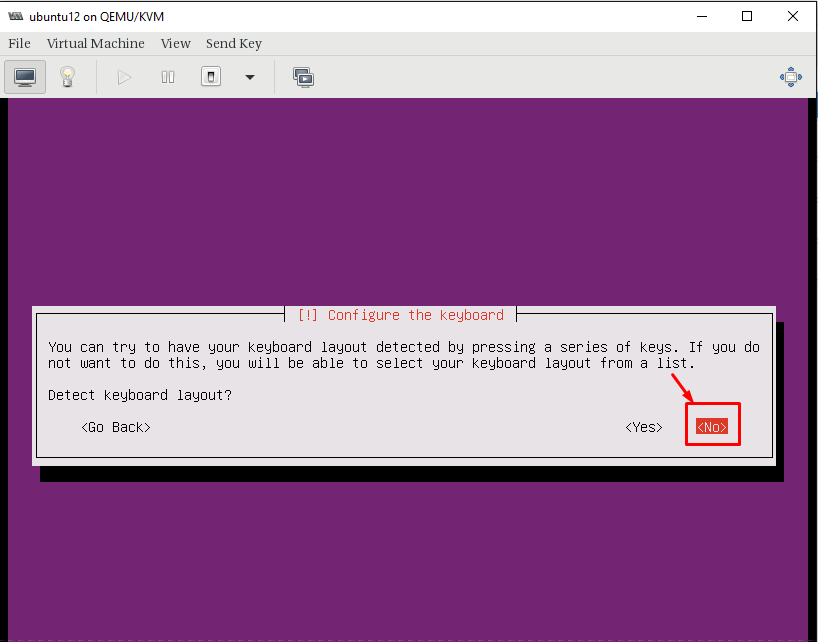 ubuntu12 on QEMU/KVM
File Virtual Machine View Send Key
[!] Configure the keyboard
You can try to have your keyboard layout detected by pressing a series of keys. If you do
not want to do this, you will be able to select your keyboard layout from a list.
Detect keyboard layout?
<Go Back> <Yes> <No>